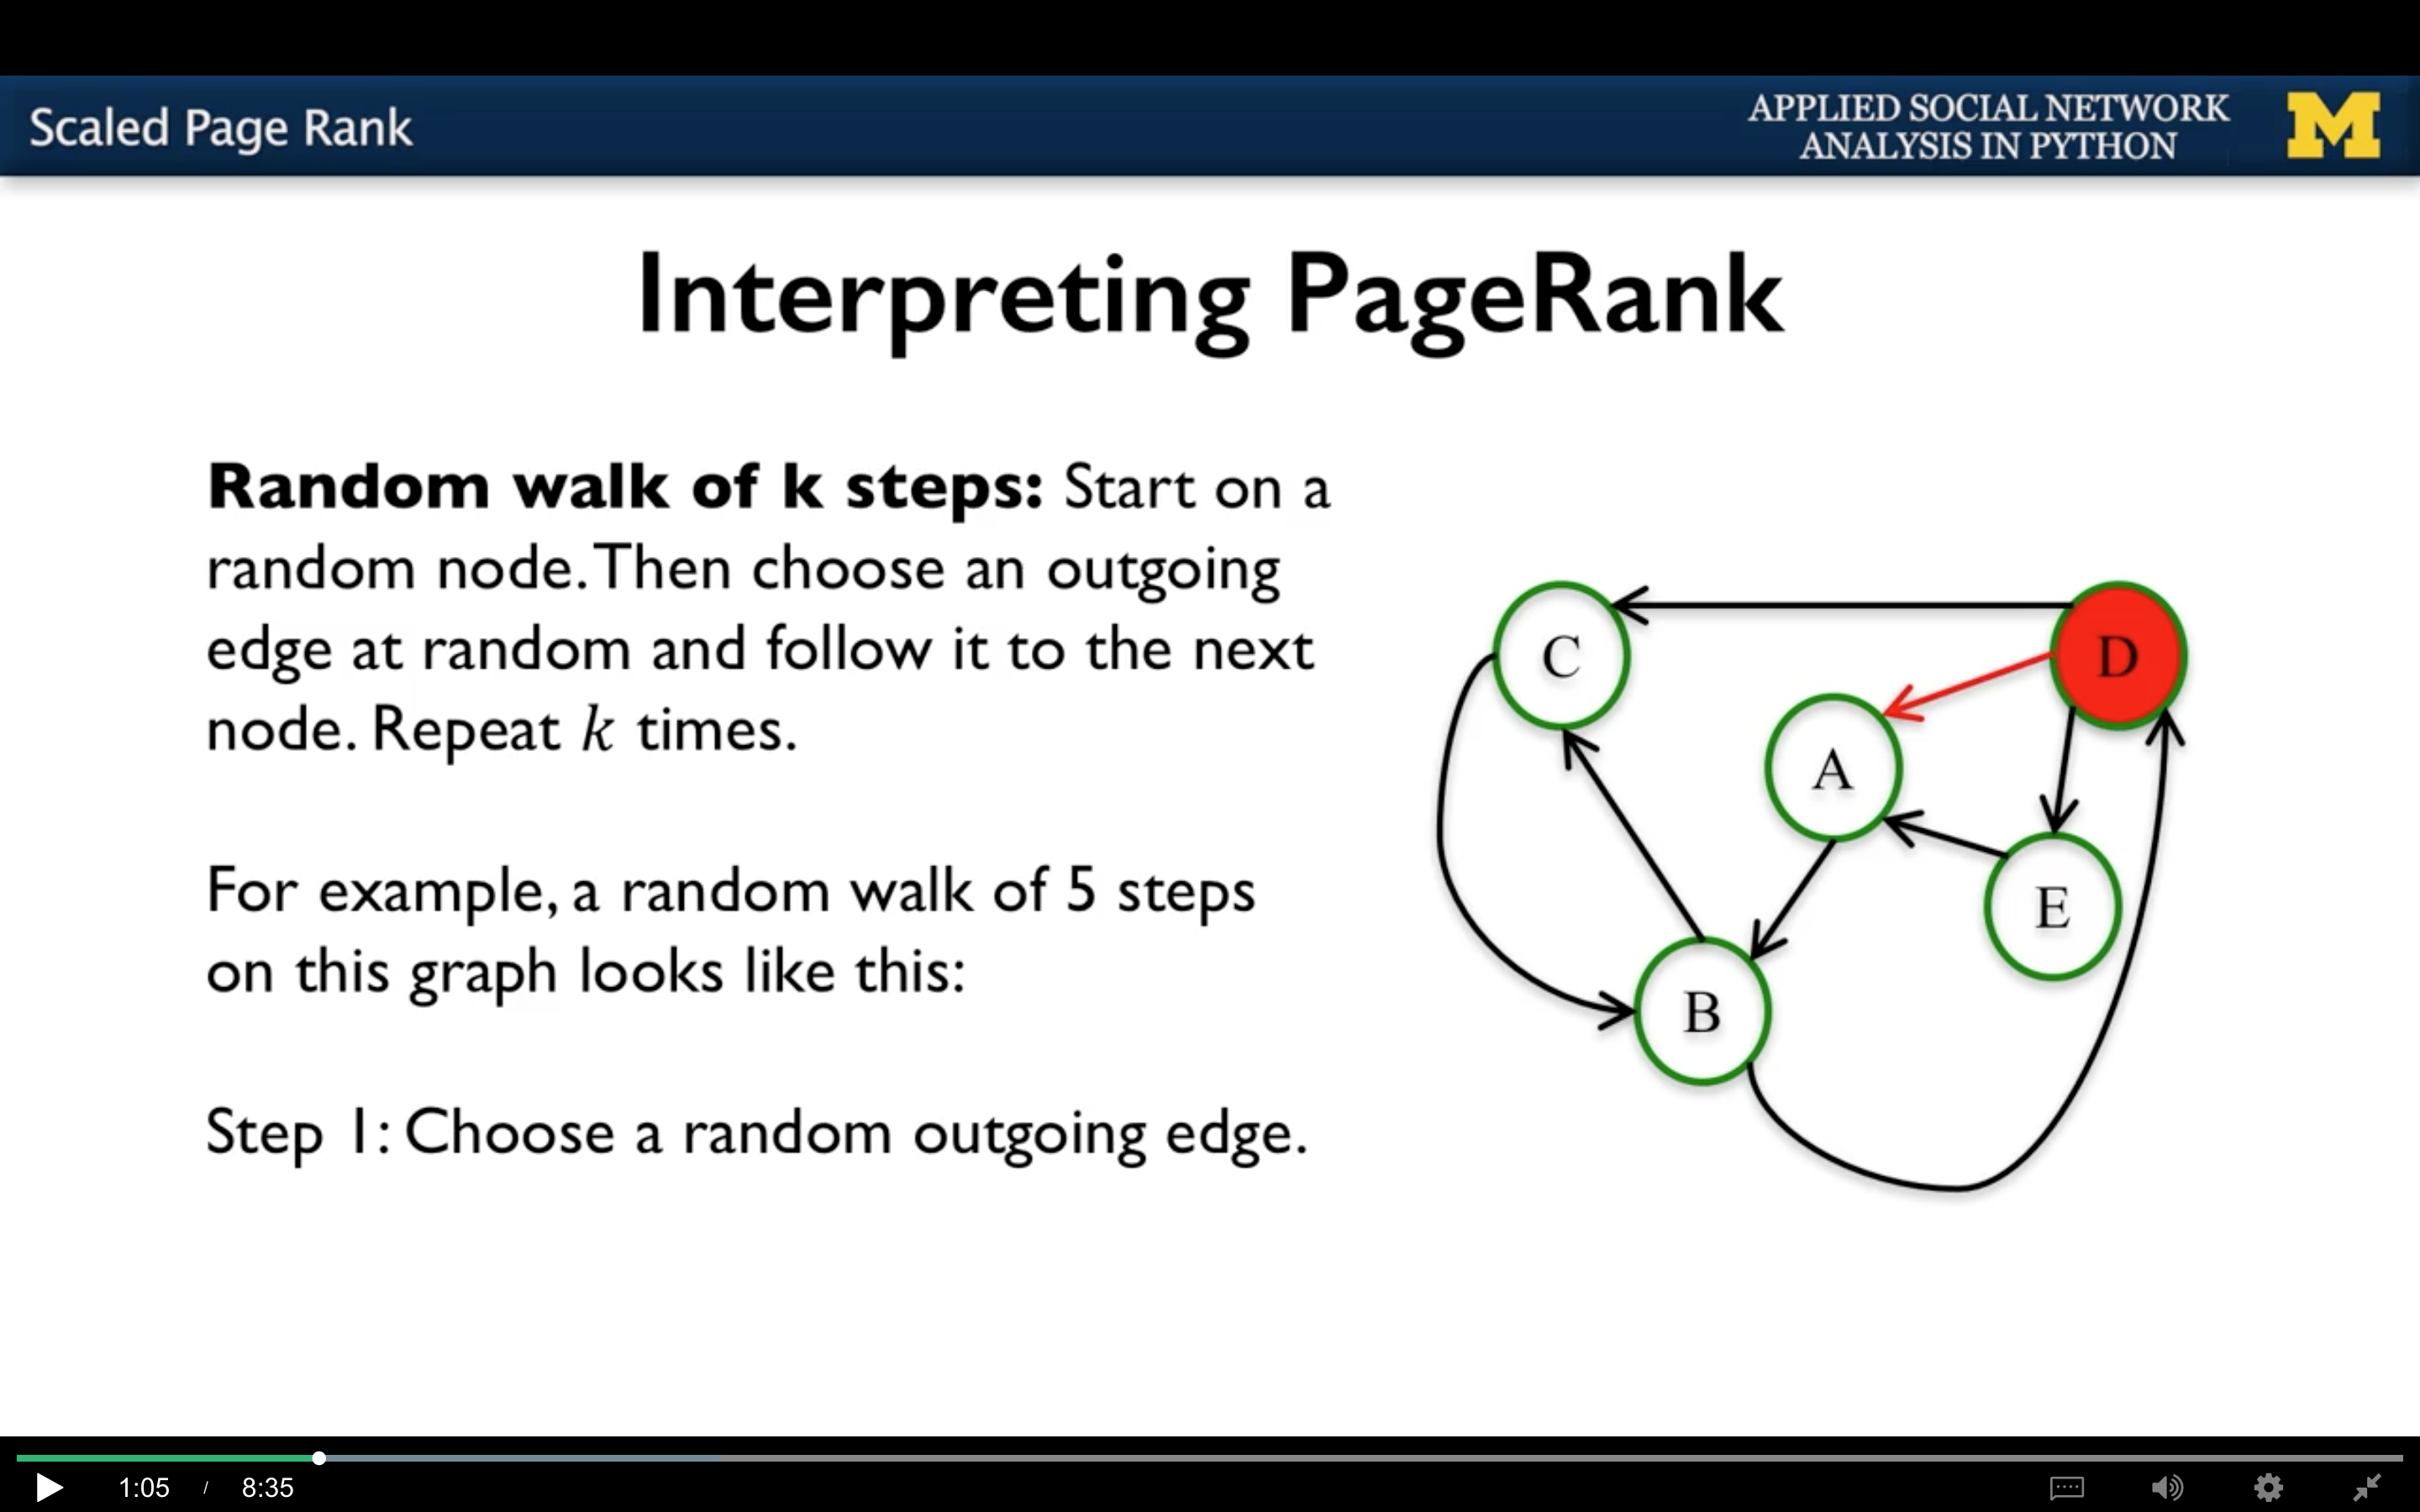 Scaled Page Rank
APPLIED SOCIAL NETWORK
ANALYSIS IN PYTHON
M
Interpreting PageRank
Random walk of k steps: Start on a
random node. Then choose an outgoing
edge at random and follow it to the next
node. Repeat k times.
For example, a random walk of 5 steps
on this graph looks like this:
Step 1: Choose a random outgoing edge.
C
D
A
E
B
1:05 / 8:35